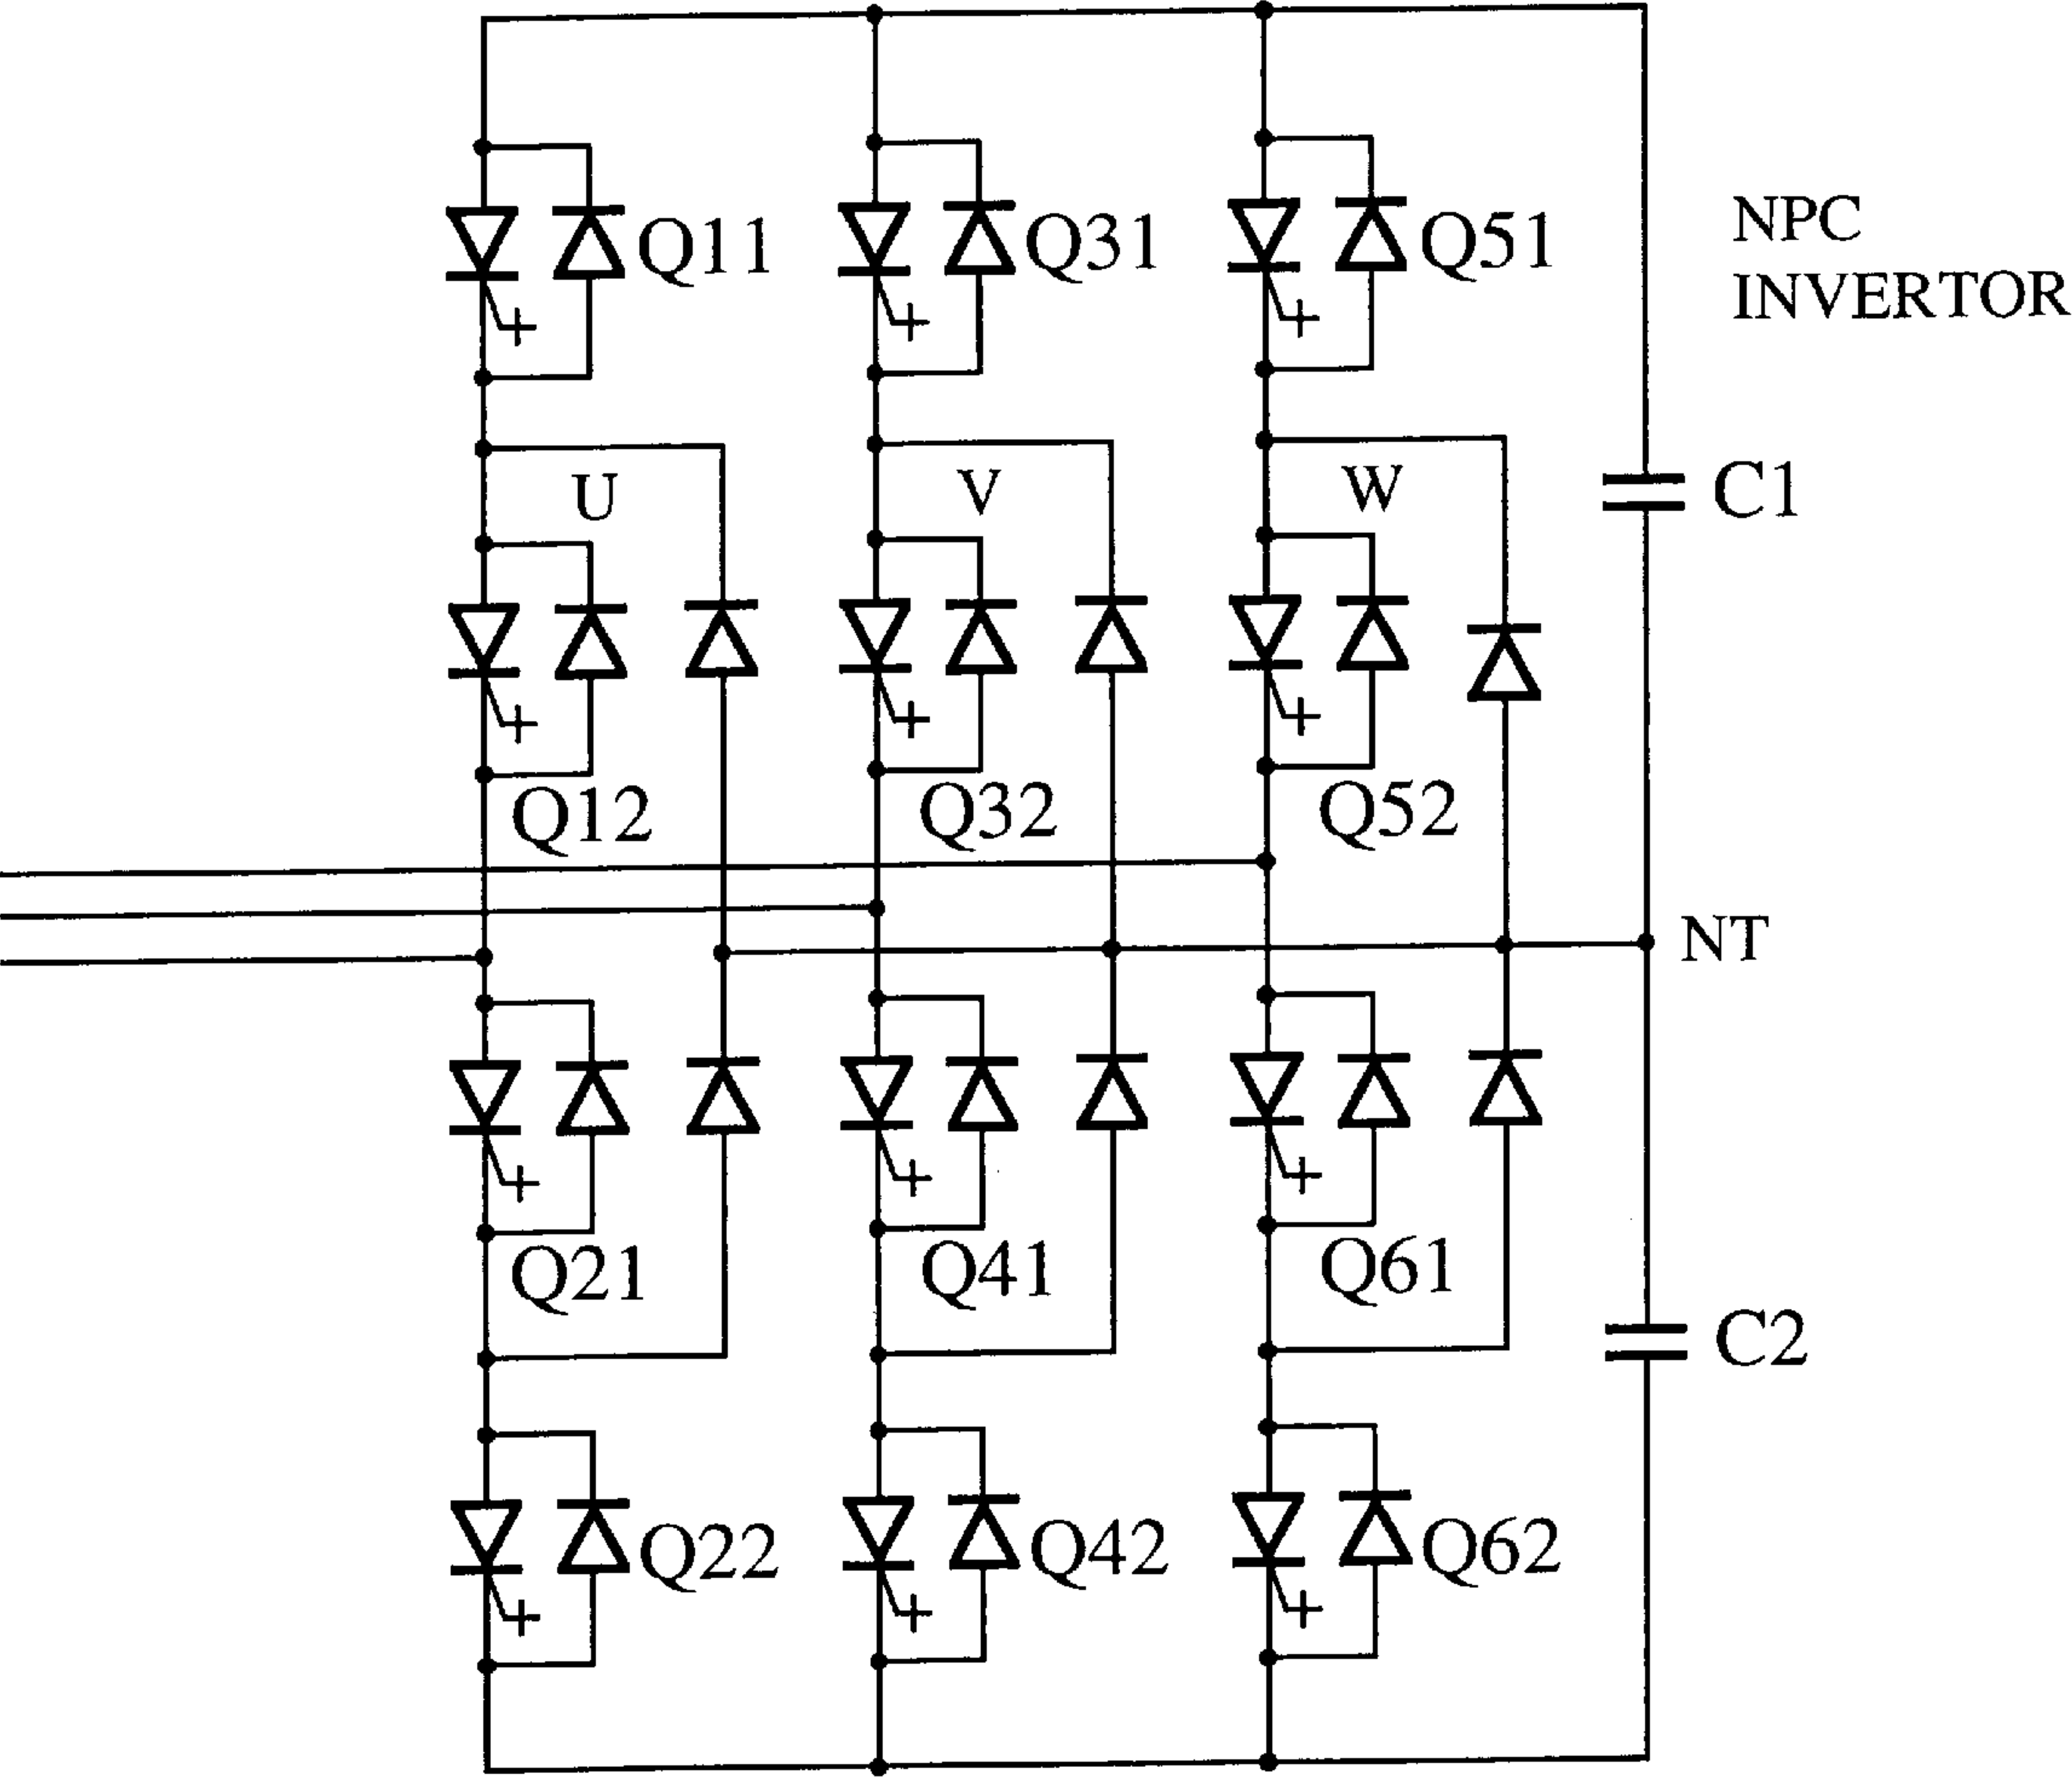 Q11
Q31
Q51
NPC
INVERTOR
U
V
W
C1
Q12
Q32
Q52
NT
Q21
Q41
Q61
C2
Q22
Q42
Q62